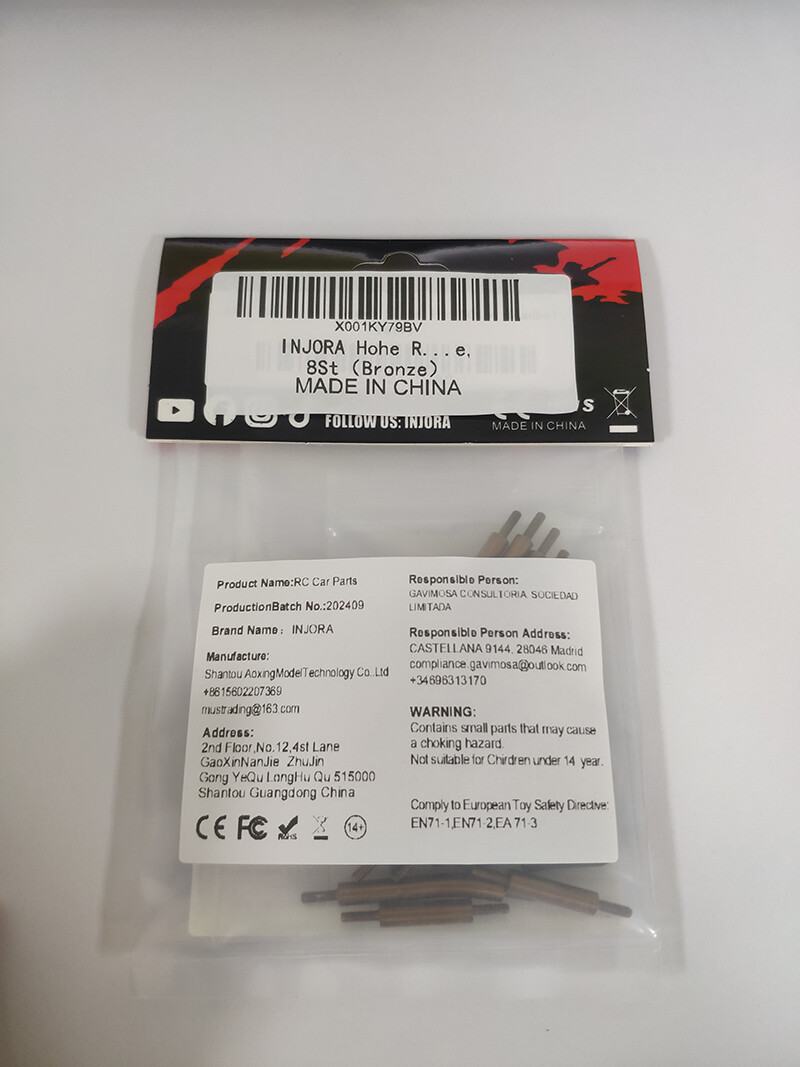 X001KY79BV
INJORA Hohe R...e,
8St (Bronze)
MADE IN CHINA
FOLLOW US: INJORA
MADE IN CHINA
Product Name:RC Car Parts
ProductionBatch No.:202409
Brand Name： INJORA
Manufacture:
Shantou AoxingModelTechnology Co.,Ltd
+8615602207369
mustrading@163.com
Address:
2nd Floor,No.12,4st Lane
GaoXinNanJie ZhuJin
Gong YeQu LongHu Qu 515000
Shantou Guangdong China
CE FC RoHS 14+
Responsible Person:
GAVIMOSA CONSULTORIA, SOCIEDAD
LIMITADA
Responsible Person Address:
CASTELLANA 9144, 28046 Madrid
compliance.gavimosa@outlook.com
+34696313170
WARNING:
Contains small parts that may cause
a choking hazard.
Not suitable for Chirdren under 14 year.
Comply to European Toy Safety Directive:
EN71-1,EN71-2,EA 71-3